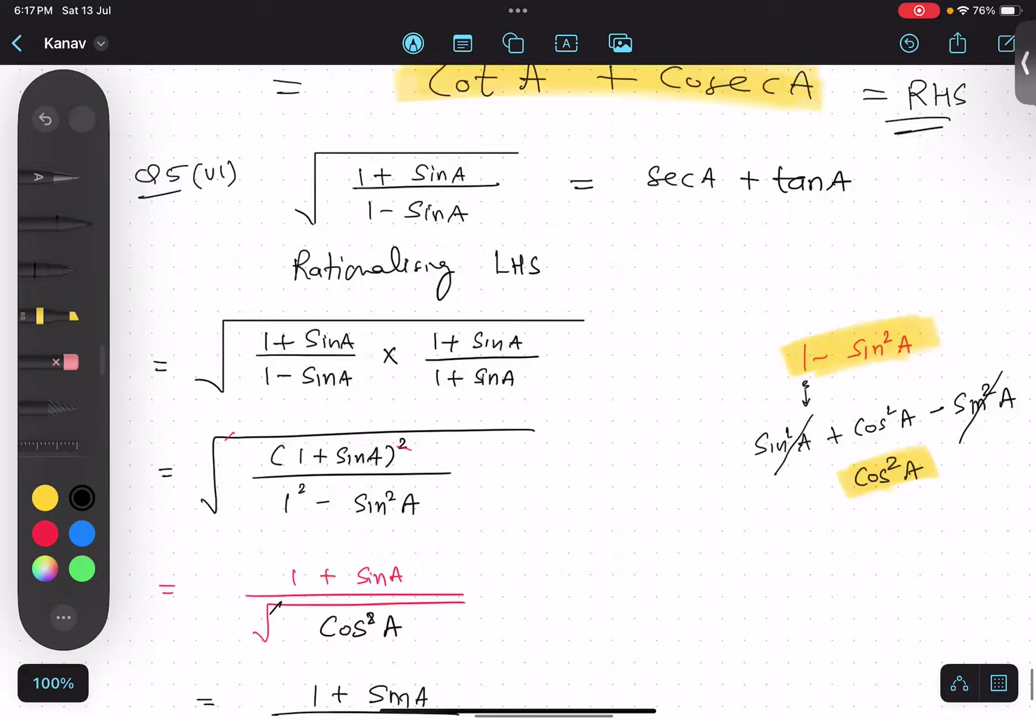 6:17 PM Sat 13 Jul
76%
Kanav
= Cot A + Cosec A = RHS
Q5 (VI) √((1 + SinA)/(1 - SinA)) = secA + tanA
Rationalising LHS
= √((1 + SinA)/(1 - SinA) × (1 + SinA)/(1 + SinA))
1 - Sin²A
Sin²A + Cos²A - Sin²A
Cos²A
= √((1 + SinA)²/(1² - Sin²A))
= (1 + SinA)/√(Cos²A)
= 1 + SinA
100%